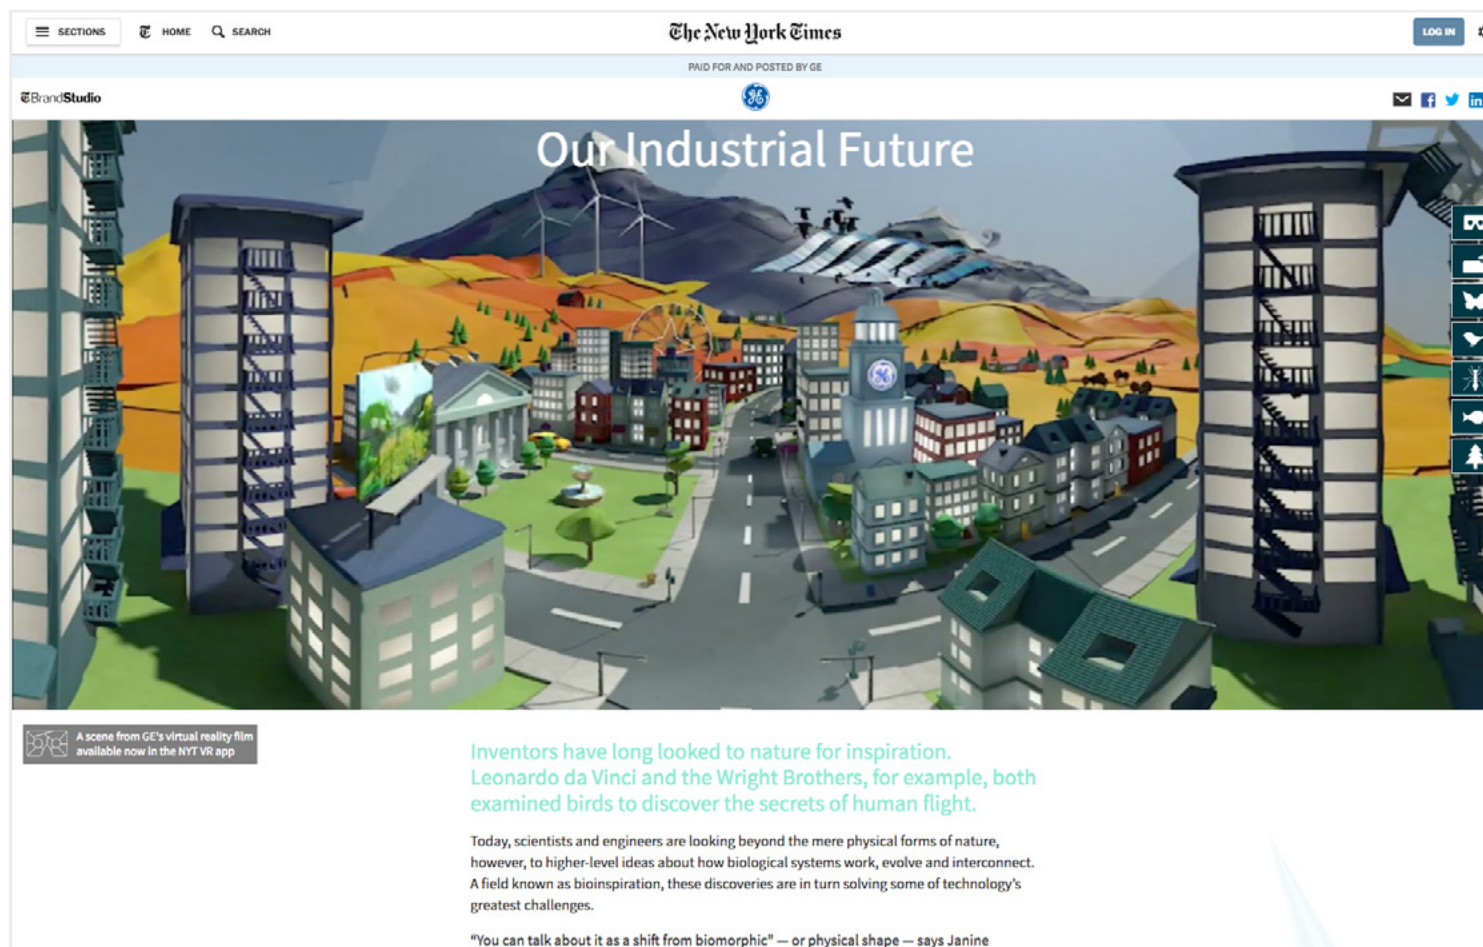 SECTIONS HOME SEARCH
The New York Times
LOG IN
PAID FOR AND POSTED BY GE
T BrandStudio
GE
Our Industrial Future
GE
A scene from GE's virtual reality film
available now in the NYT VR app
Inventors have long looked to nature for inspiration.
Leonardo da Vinci and the Wright Brothers, for example, both
examined birds to discover the secrets of human flight.
Today, scientists and engineers are looking beyond the mere physical forms of nature,
however, to higher-level ideas about how biological systems work, evolve and interconnect.
A field known as bioinspiration, these discoveries are in turn solving some of technology's
greatest challenges.
"You can talk about it as a shift from biomorphic" — or physical shape — says Janine